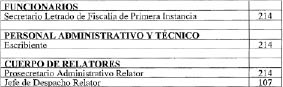 FUNCIONARIOS
Secretario Letrado de Fiscalía de Primera Instancia 214
PERSONAL ADMINISTRATIVO Y TÉCNICO
Escribiente 214
CUERPO DE RELATORES
Prosecretario Administrativo Relator 214
Jefe de Despacho Relator 107